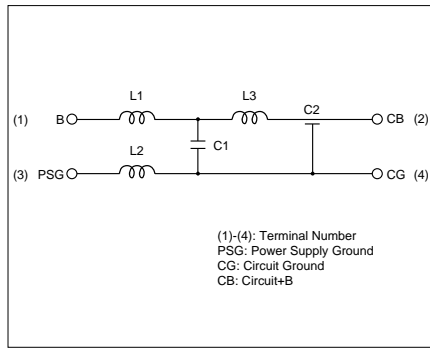 L1
L3
C2
(1) B
CB (2)
C1
L2
(3) PSG
CG (4)
(1)-(4): Terminal Number
PSG: Power Supply Ground
CG: Circuit Ground
CB: Circuit+B